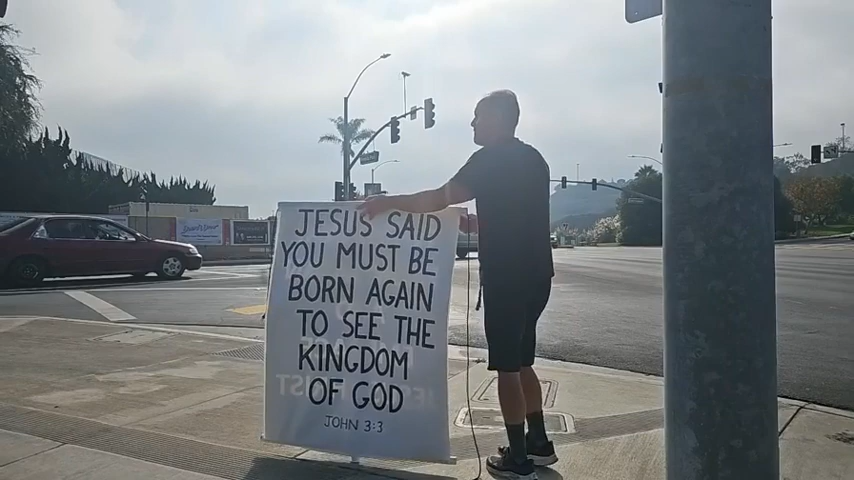 JESUS SAID
YOU MUST BE
BORN AGAIN
TO SEE THE
KINGDOM
OF GOD
JOHN 3:3